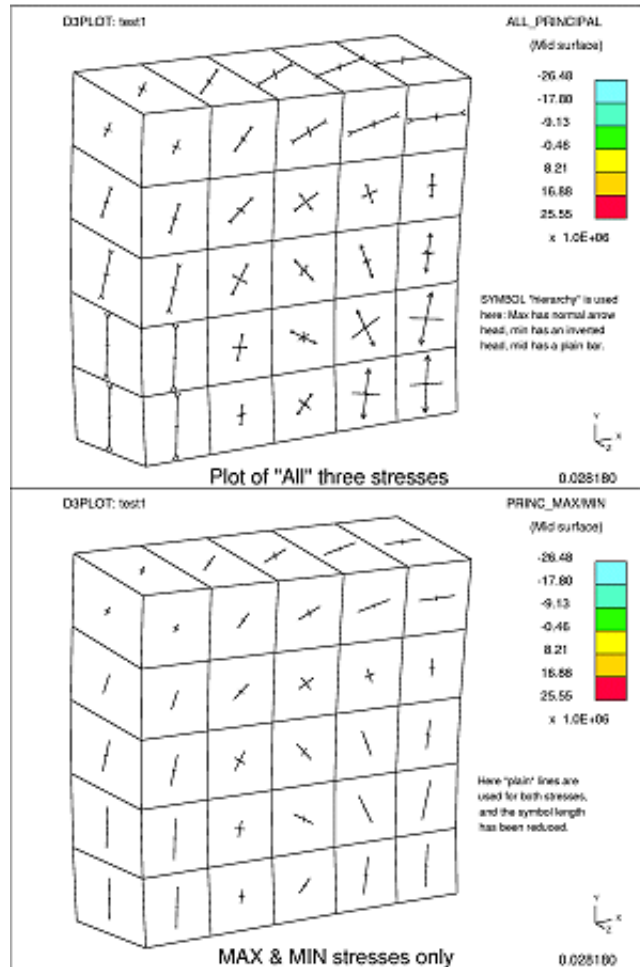 D3PLOT: test1
ALL_PRINCIPAL
(Mid surface)
-26.48
-17.80
-9.13
-0.46
8.21
16.88
25.55
x 1.0E+06
SYMBOL "hierarchy" is used
here: Max has normal arrow
head, min has an inverted
head, mid has a plain bar.
Y
X
Z
Plot of "All" three stresses
0.028180
D3PLOT: test1
PRINC_MAX/MIN
(Mid surface)
-26.48
-17.80
-9.13
-0.46
8.21
16.88
25.55
x 1.0E+06
Here "plain" lines are
used for both stresses,
and the symbol length
has been reduced.
Y
X
Z
MAX & MIN stresses only
0.028180